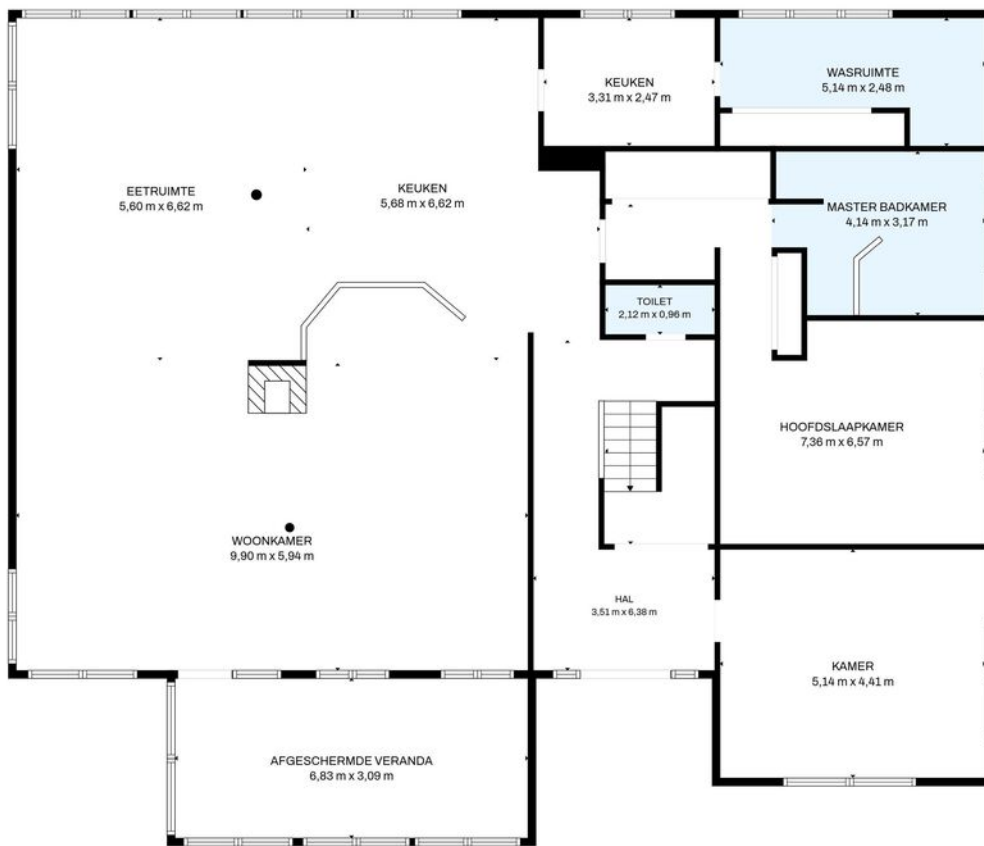 KEUKEN
3,31 m x 2,47 m
WASRUIMTE
5,14 m x 2,48 m
EETRUIMTE
5,60 m x 6,62 m
KEUKEN
5,68 m x 6,62 m
MASTER BADKAMER
4,14 m x 3,17 m
TOILET
2,12 m x 0,96 m
HOOFDSLAAPKAMER
7,36 m x 6,57 m
WOONKAMER
9,90 m x 5,94 m
HAL
3,51 m x 6,38 m
KAMER
5,14 m x 4,41 m
AFGESCHERMDE VERANDA
6,83 m x 3,09 m